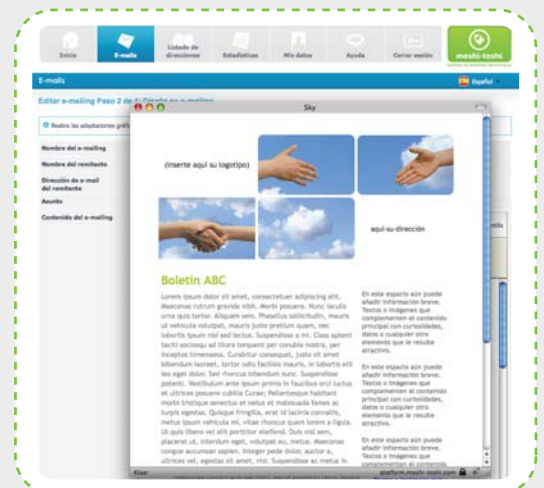 Inicio
E-mails
Listado de
direcciones
Estadísticas
Mis datos
Ayuda
Cerrar sesión
moshi-toshi
E-mails
Español
Editar e-mailing Paso 2 de
Sky
Realice las adaptaciones gráfi
Nombre del e-mailing
Nombre del remitente
Dirección de e-mail
del remitente
Asunto
Contenido del e-mailing
(inserte aquí su logotipo)
aquí su dirección
Boletín ABC
Lorem ipsum dolor sit amet, consectetuer adipiscing elit.
Maecenas rutrum gravida nibh. Morbi posuere. Nunc iaculis
urna quis tortor. Aliquam sem. Phasellus sollicitudin, mauris
ut vehicula volutpat, mauris justo pretium quam, nec
lobortis ipsum nisi sed lectus. Suspendisse a mi. Class aptent
taciti sociosqu ad litora torquent per conubia nostra, per
inceptos himenaeos. Curabitur consequat, justo sit amet
bibendum laoreet, tortor odio facilisis mauris, in lobortis elit
leo eget dolor. Sed rhoncus bibendum nunc. Suspendisse
potenti. Vestibulum ante ipsum primis in faucibus orci luctus
et ultrices posuere cubilia Curae; Pellentesque habitant
morbi tristique senectus et netus et malesuada fames ac
turpis egestas. Quisque fringilla, erat id lacinia convallis,
metus ipsum vehicula mi, vitae rhoncus quam lorem a ligula.
Ut quis libero vel elit porttitor eleifend. Duis nisl sem,
placerat ut, interdum eget, volutpat eu, metus. Maecenas
congue accumsan sapien. Integer pede dolor, auctor a,
ultrices vel, egestas sit amet, nisi. Suspendisse ac metus in
En este espacio aún puede
añadir información breve.
Textos o imágenes que
complementen el contenido
principal con curiosidades,
datos o cualquier otro
elemento que le resulte
atractivo.
En este espacio aún puede
añadir información breve.
Textos o imágenes que
complementen el contenido
principal con curiosidades,
datos o cualquier otro
elemento que le resulte
atractivo.
En este espacio aún puede
añadir información breve.
Textos o imágenes que
complementen el contenido
Klaar
platform.moshi-toshi.com